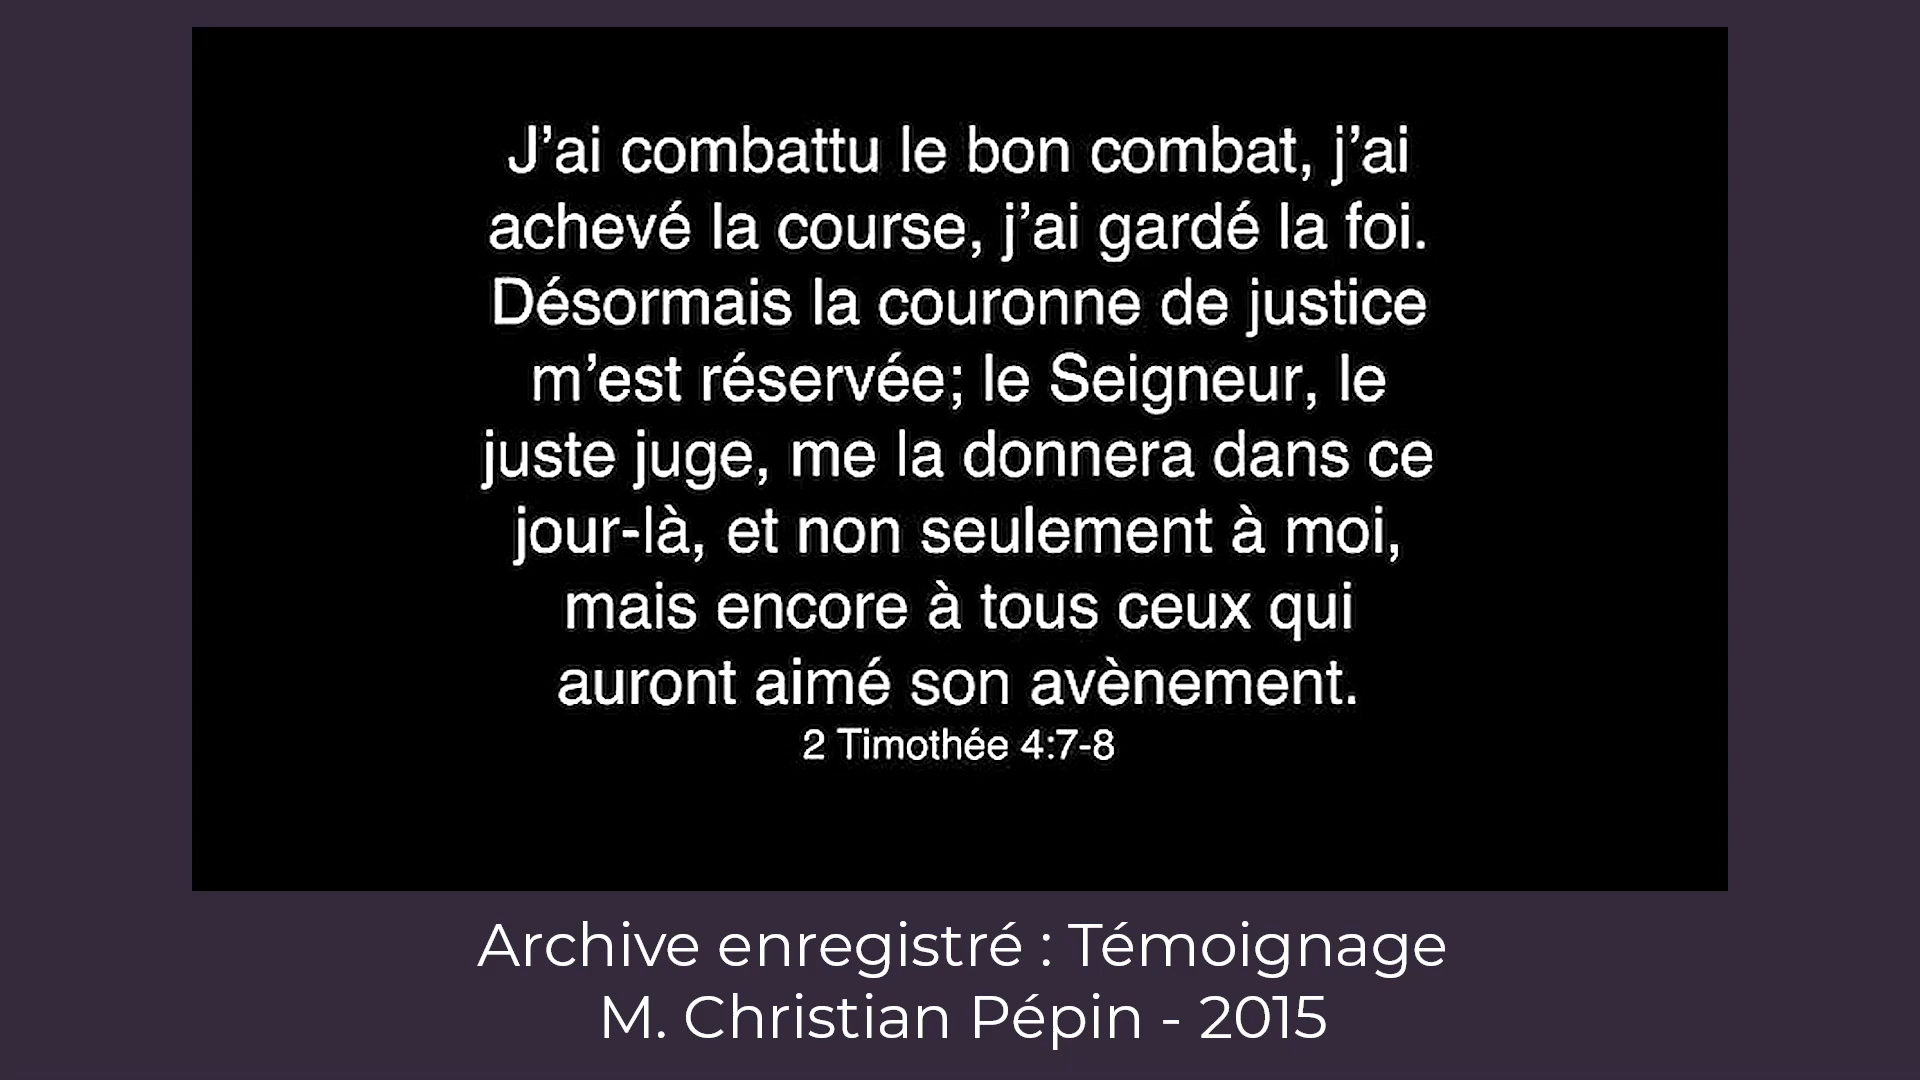 J’ai combattu le bon combat, j’ai
achevé la course, j’ai gardé la foi.
Désormais la couronne de justice
m’est réservée; le Seigneur, le
juste juge, me la donnera dans ce
jour-là, et non seulement à moi,
mais encore à tous ceux qui
auront aimé son avènement.
2 Timothée 4:7-8
Archive enregistré : Témoignage
M. Christian Pépin - 2015